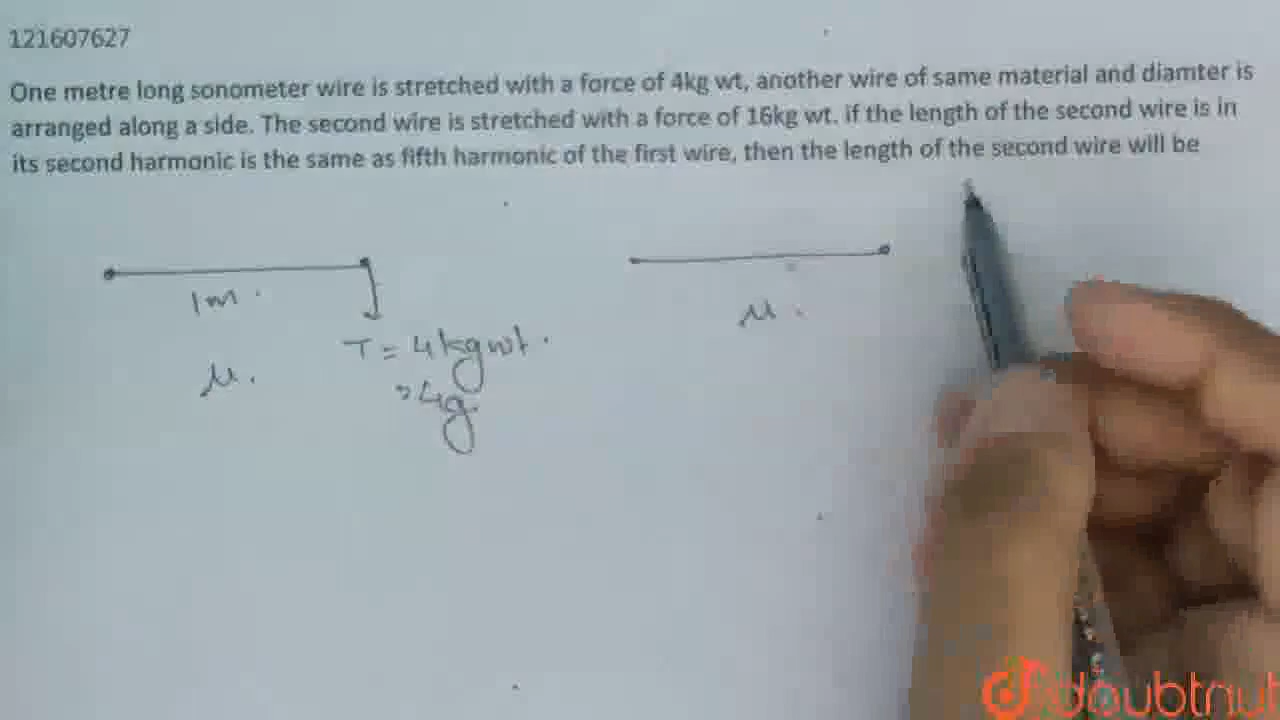 121607627
One metre long sonometer wire is stretched with a force of 4kg wt, another wire of same material and diamter is
arranged along a side. The second wire is stretched with a force of 16kg wt. if the length of the second wire is in
its second harmonic is the same as fifth harmonic of the first wire, then the length of the second wire will be
1m.
μ.
T = 4kgwt.
= 4g.
μ.
doubtnut